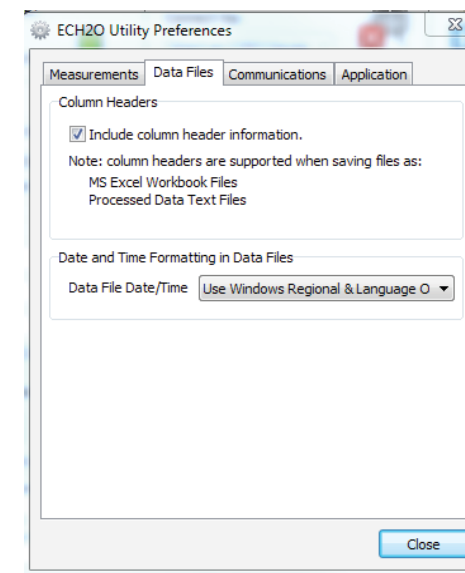 ECH2O Utility Preferences
Measurements Data Files Communications Application
Column Headers
Include column header information.
Note: column headers are supported when saving files as:
MS Excel Workbook Files
Processed Data Text Files
Date and Time Formatting in Data Files
Data File Date/Time Use Windows Regional & Language O
Close